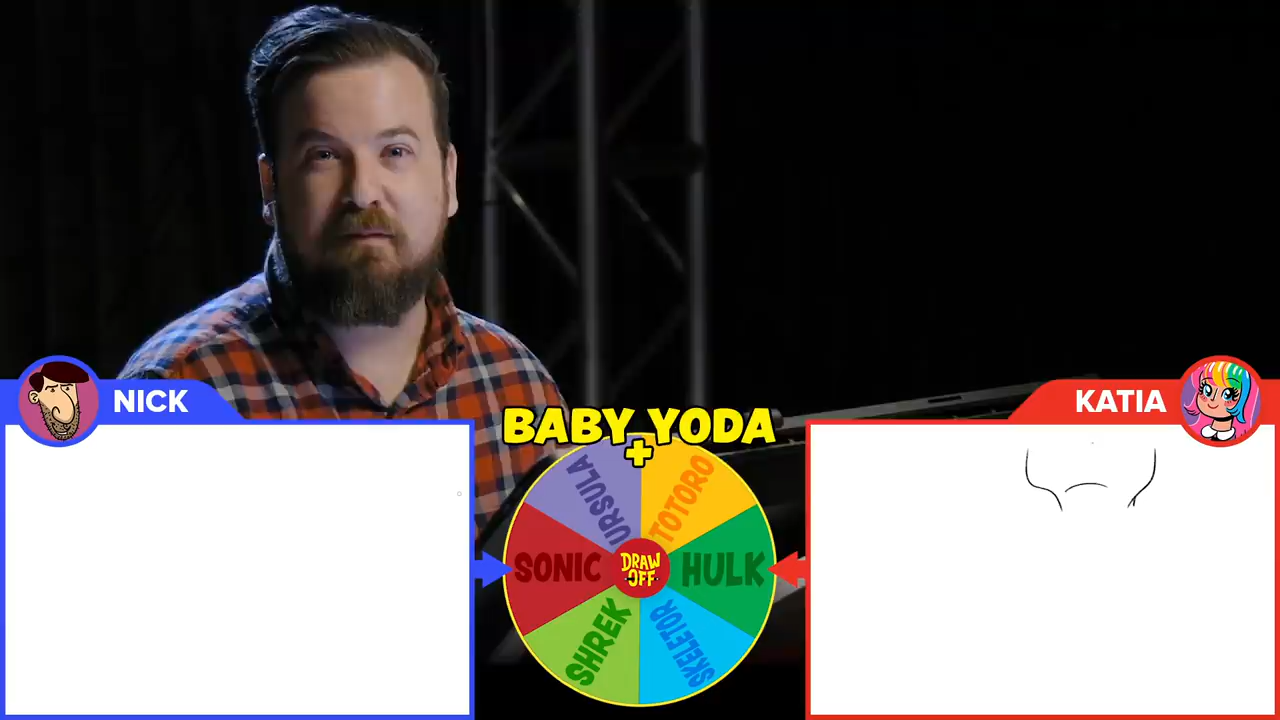 NICK
KATIA
BABY YODA
+
URSULA
TOTORO
SONIC
DRAW
OFF
HULK
SHREK
SKELETOR